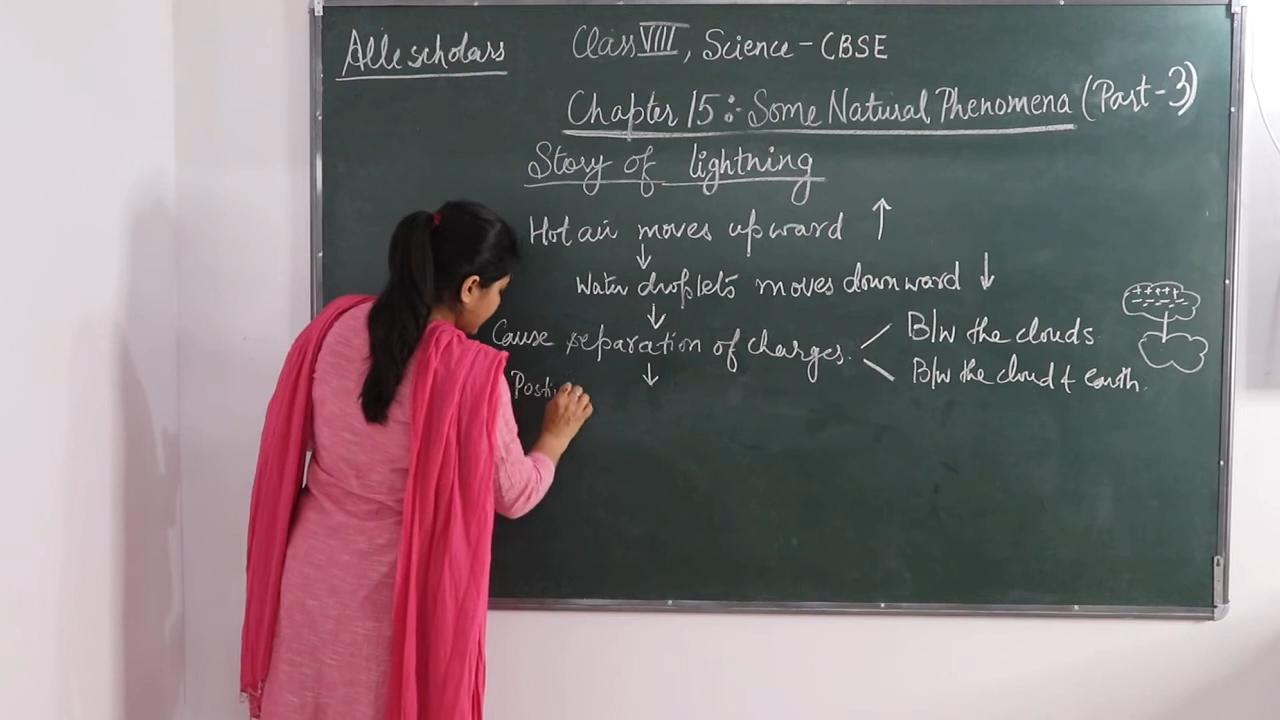 Alle scholars
Class VIII, Science - CBSE
Chapter 15:- Some Natural Phenomena (Part-3)
Story of lightning
Hot air moves upward ↑
↓
Water droplets moves downward ↓
↓
Cause separation of charges.
B/w the clouds
B/w the cloud & earth.
↓
Positi
+++++
-----